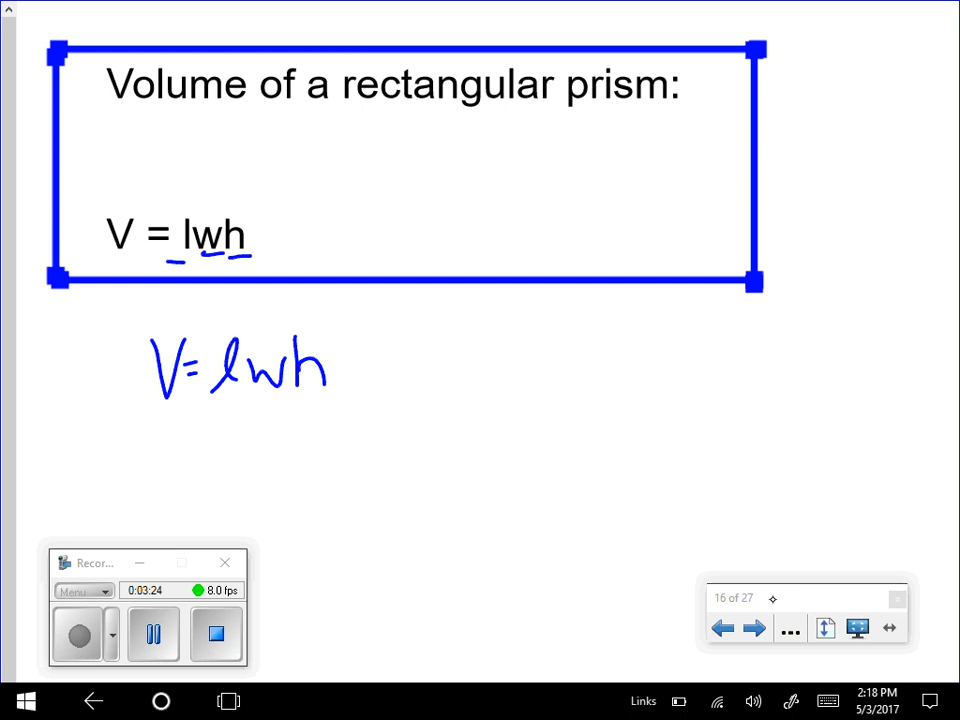 Volume of a rectangular prism:
V = lwh
V = lwh
Recor...
Menu
0:03:24
8.0 fps
16 of 27
...
Links
2:18 PM
5/3/2017